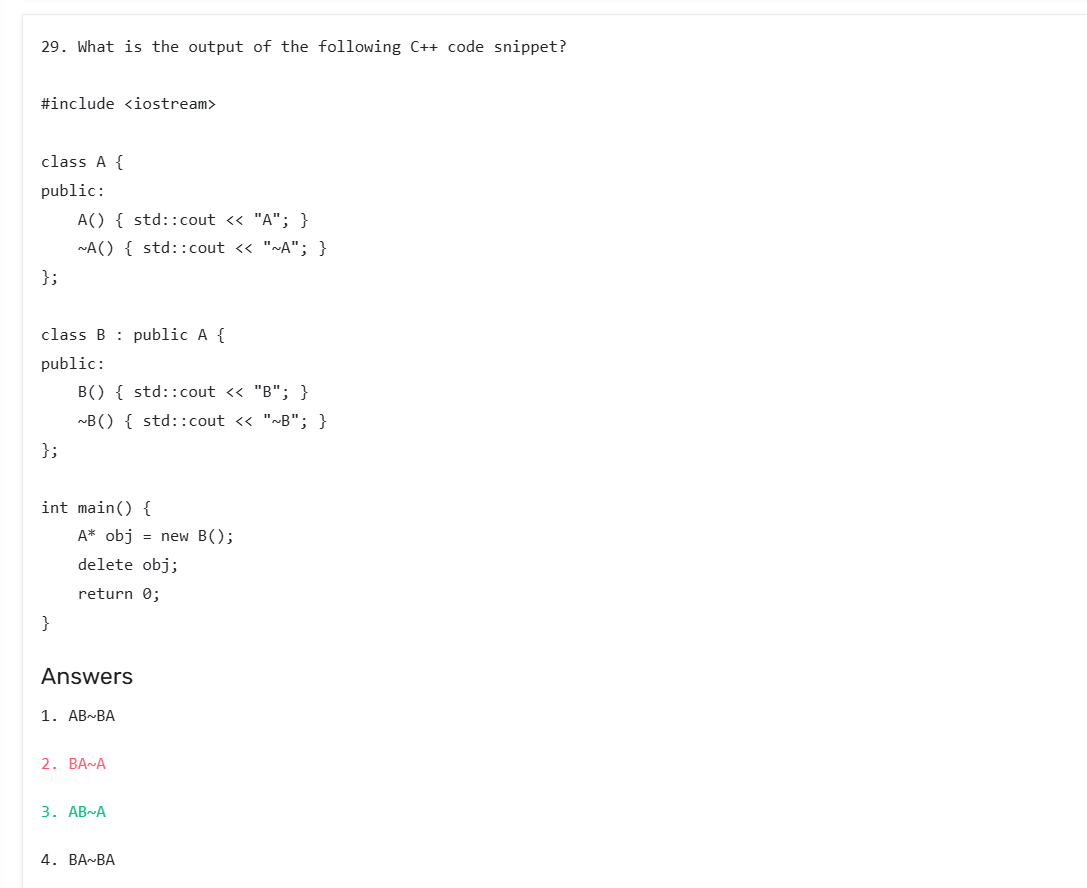 29. What is the output of the following C++ code snippet?
#include <iostream>
class A {
public:
    A() { std::cout << "A"; }
    ~A() { std::cout << "~A"; }
};
class B : public A {
public:
    B() { std::cout << "B"; }
    ~B() { std::cout << "~B"; }
};
int main() {
    A* obj = new B();
    delete obj;
    return 0;
}
Answers
1. AB~BA
2. BA~A
3. AB~A
4. BA~BA